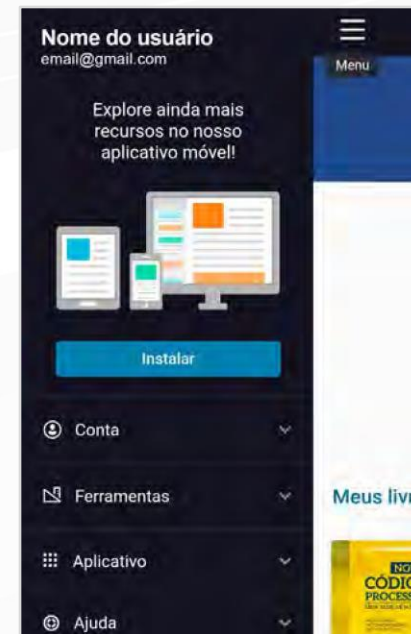 Nome do usuário
email@gmail.com
Explore ainda mais
recursos no nosso
aplicativo móvel!
Instalar
Conta
Ferramentas
Aplicativo
Ajuda
Menu
Meus livr
NOV
CÓDIG
PROCESS